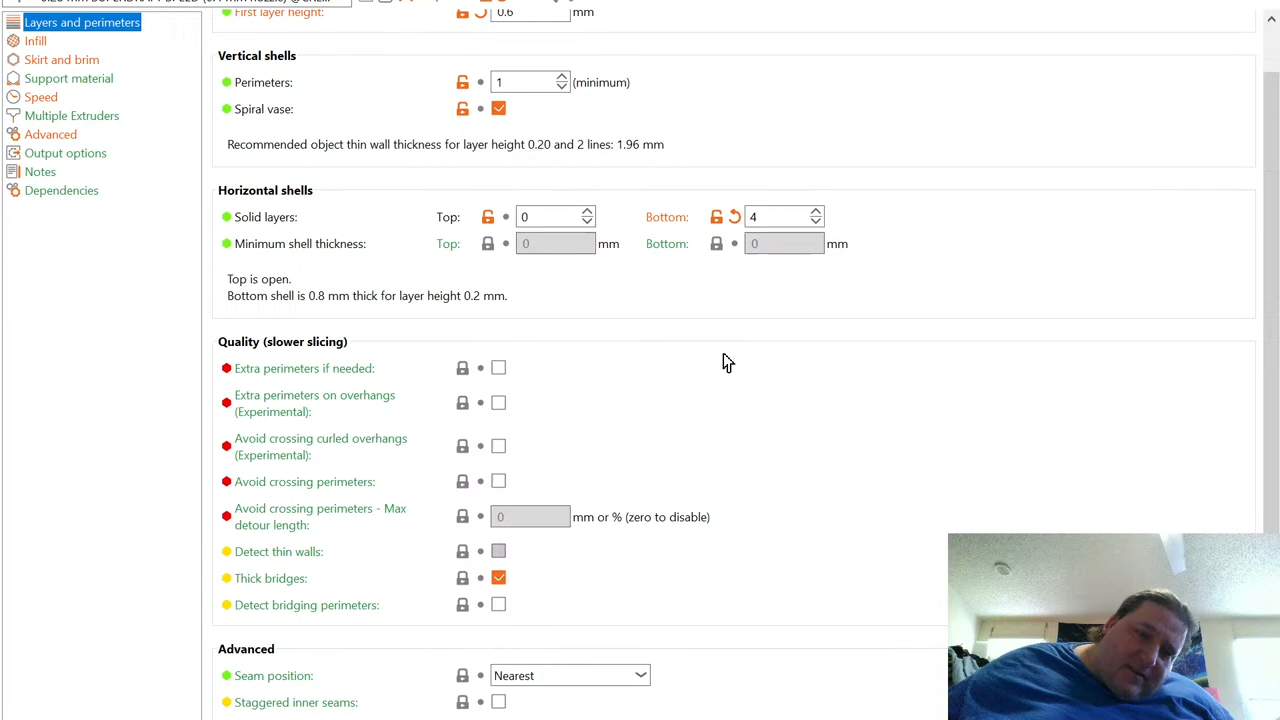 Layers and perimeters
Infill
Skirt and brim
Support material
Speed
Multiple Extruders
Advanced
Output options
Notes
Dependencies
First layer height: 0.6 mm
Vertical shells
Perimeters: 1 (minimum)
Spiral vase:
Recommended object thin wall thickness for layer height 0.20 and 2 lines: 1.96 mm
Horizontal shells
Solid layers: Top: 0 Bottom: 4
Minimum shell thickness: Top: 0 mm Bottom: 0 mm
Top is open.
Bottom shell is 0.8 mm thick for layer height 0.2 mm.
Quality (slower slicing)
Extra perimeters if needed:
Extra perimeters on overhangs
(Experimental):
Avoid crossing curled overhangs
(Experimental):
Avoid crossing perimeters:
Avoid crossing perimeters - Max
detour length: 0 mm or % (zero to disable)
Detect thin walls:
Thick bridges:
Detect bridging perimeters:
Advanced
Seam position: Nearest
Staggered inner seams: